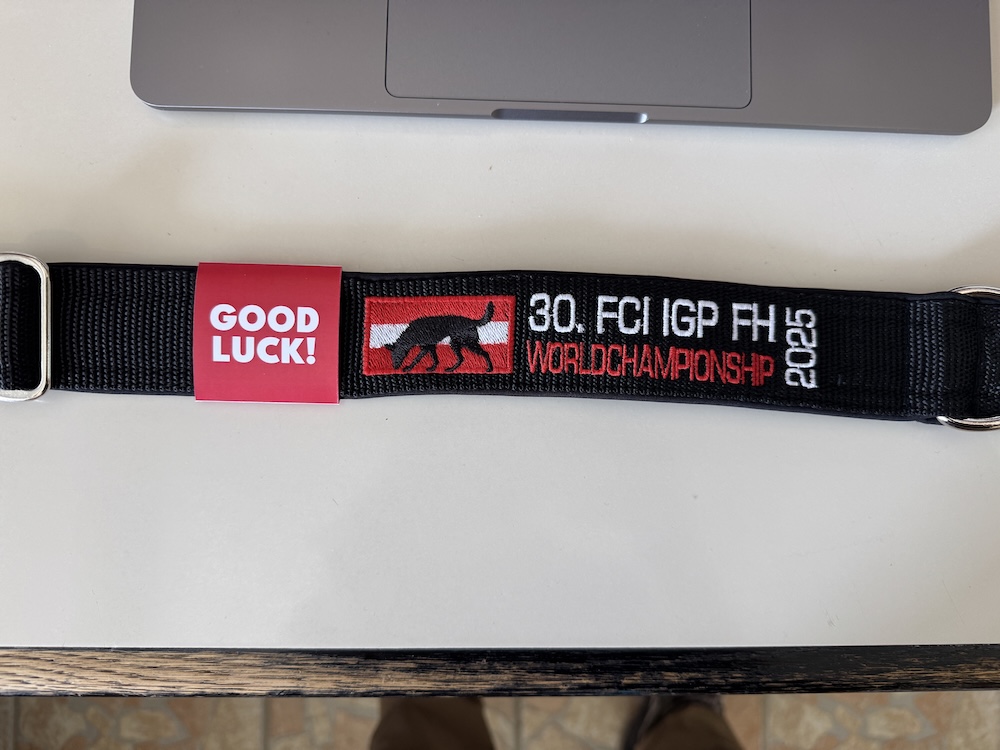 GOOD
LUCK!
30. FCI IGP FH
WORLDCHAMPIONSHIP
2025